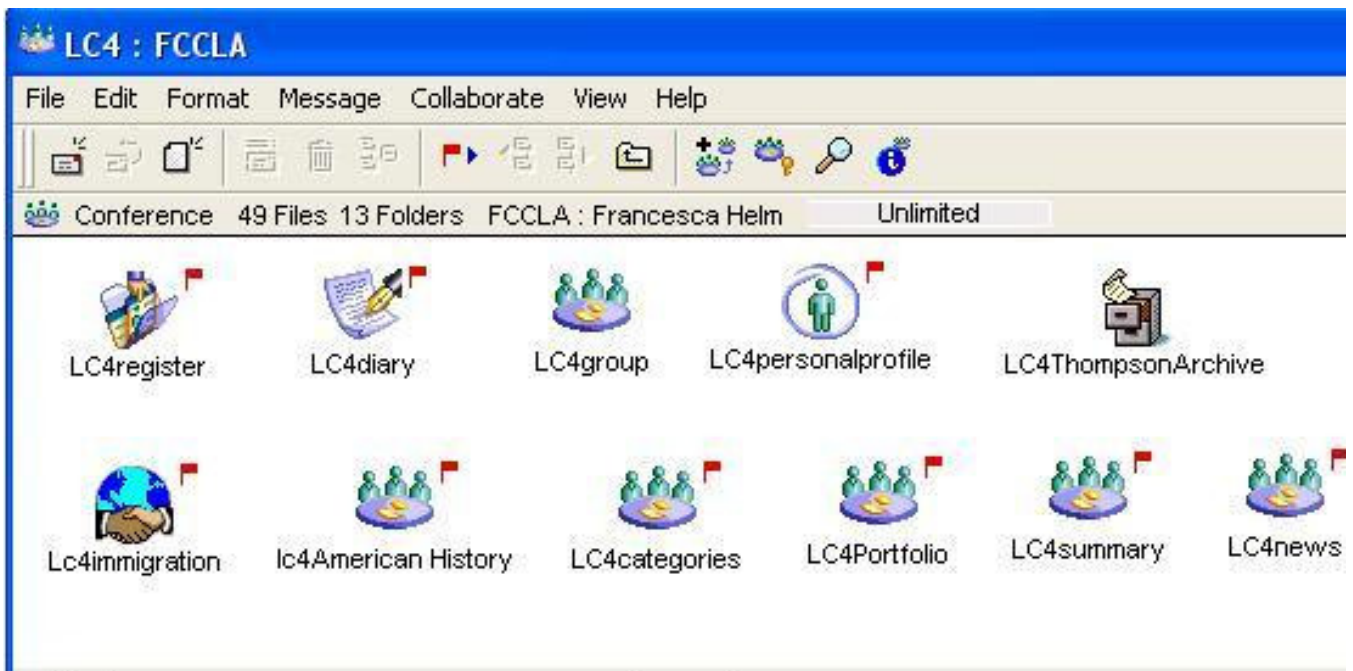 LC4 : FCCLA
File Edit Format Message Collaborate View Help
Conference 49 Files 13 Folders FCCLA : Francesca Helm Unlimited
LC4register LC4diary LC4group LC4personalprofile LC4ThompsonArchive
Lc4immigration lc4American History LC4categories LC4Portfolio LC4summary LC4news